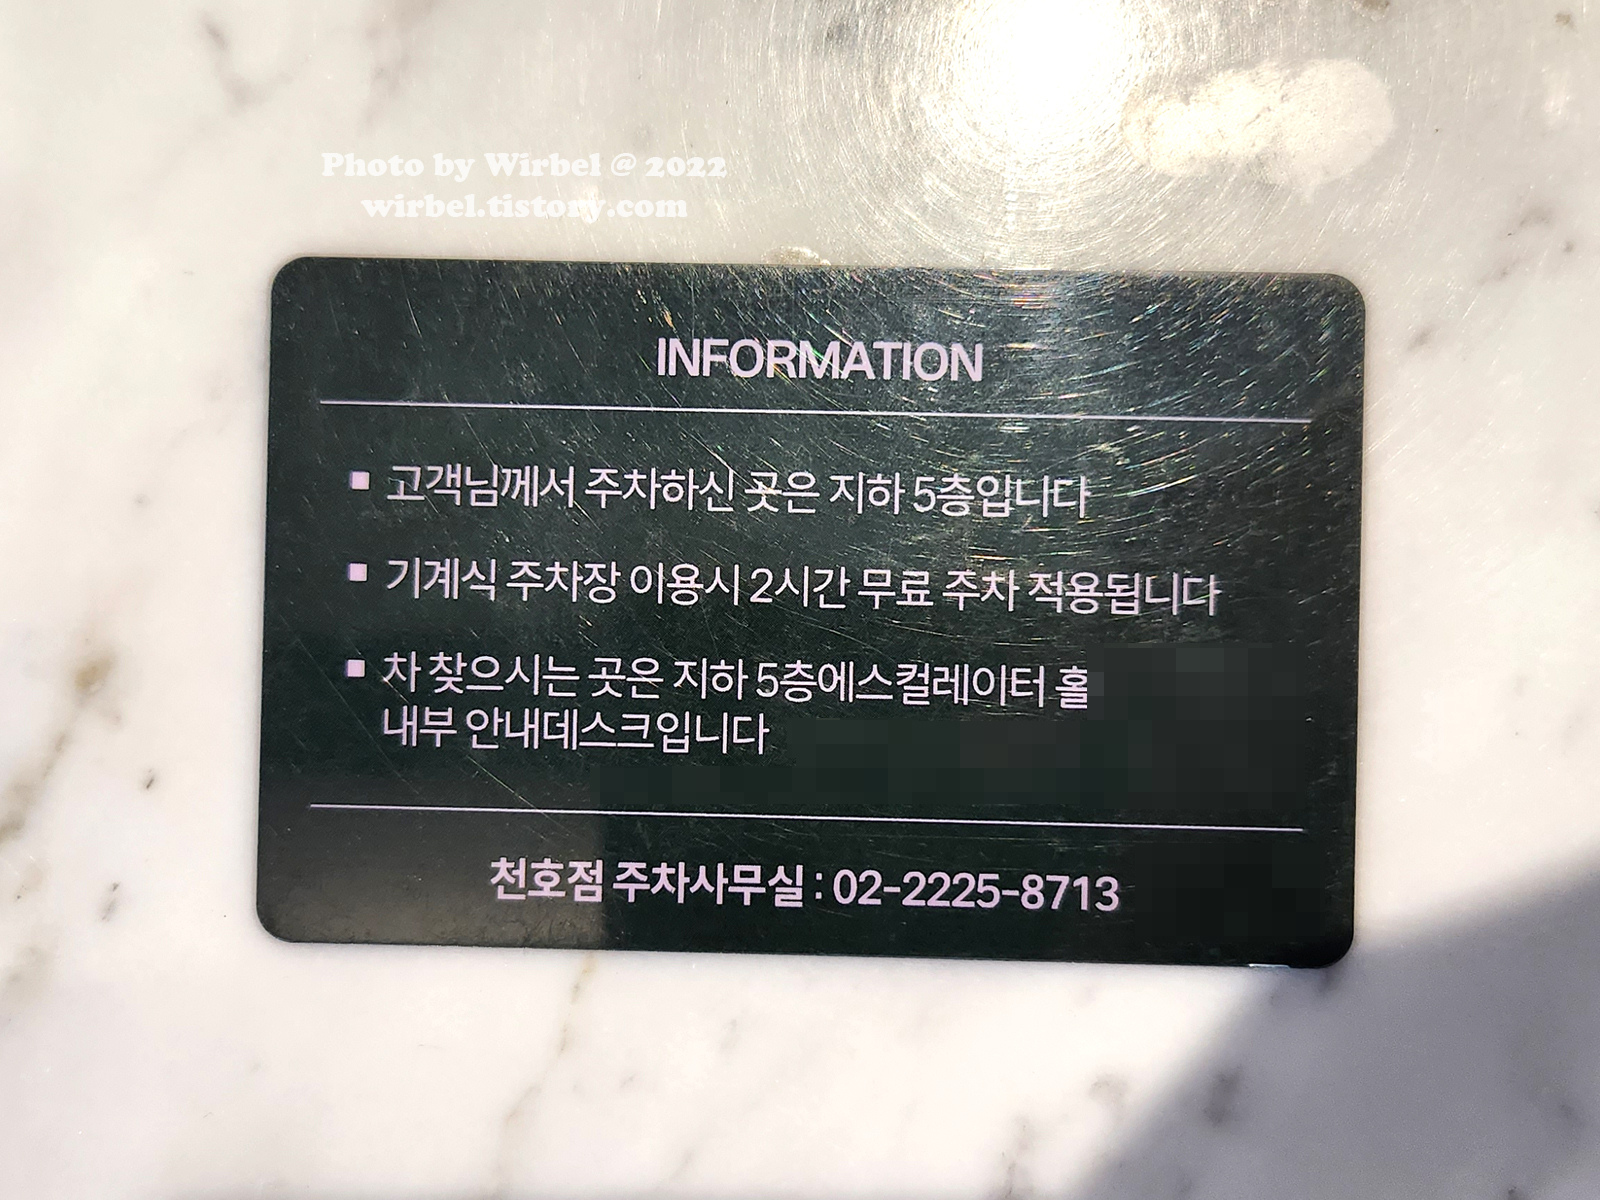 Photo by Wirbel @ 2022
wirbel.tistory.com
INFORMATION
▪ 고객님께서 주차하신 곳은 지하 5층입니다
▪ 기계식 주차장 이용시 2시간 무료 주차 적용됩니다
▪ 차 찾으시는 곳은 지하 5층에스컬레이터 홀
내부 안내데스크입니다
천호점 주차사무실 : 02-2225-8713